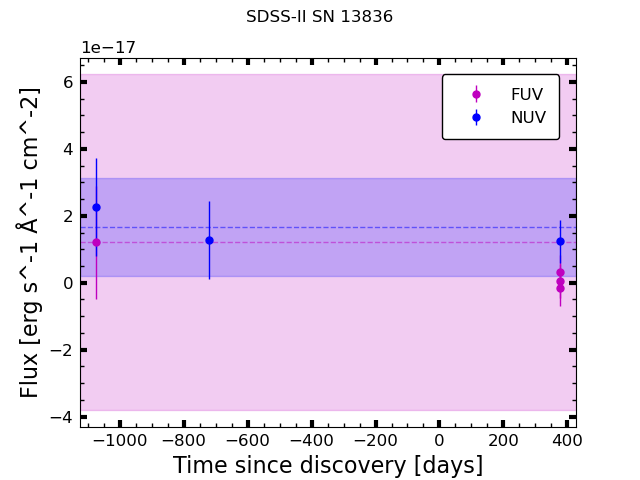 SDSS-II SN 13836
1e−17
FUV
NUV
6
4
2
0
−2
−4
Flux [erg s^-1 Å^-1 cm^-2]
−1000 −800 −600 −400 −200 0 200 400
Time since discovery [days]